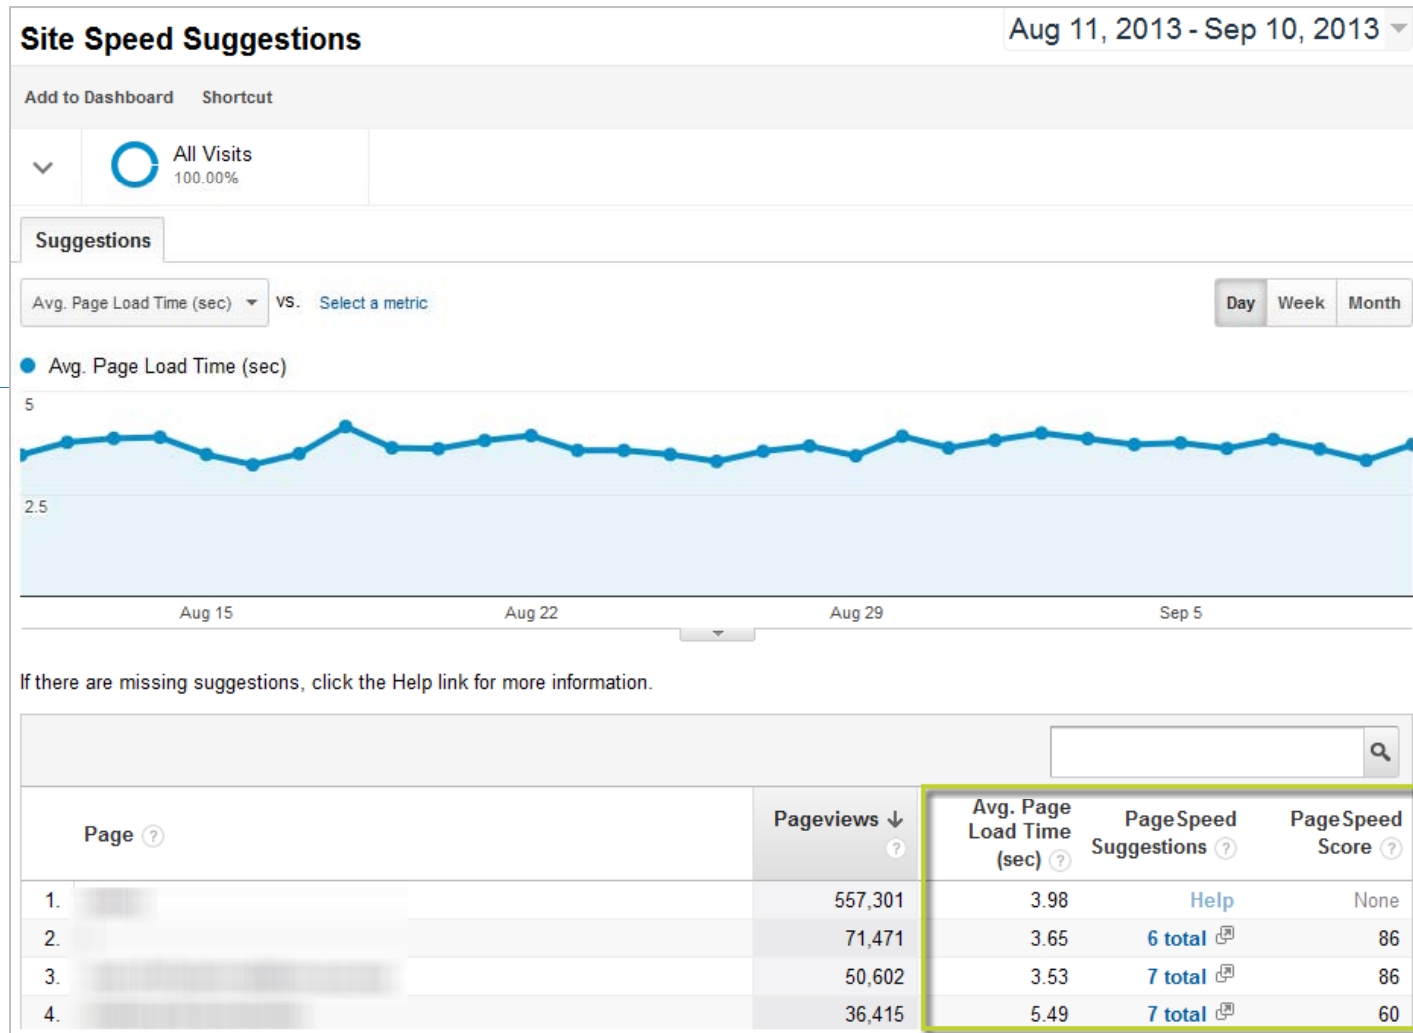 Site Speed Suggestions
Aug 11, 2013 - Sep 10, 2013
Add to Dashboard Shortcut
All Visits
100.00%
Suggestions
Avg. Page Load Time (sec) VS. Select a metric
Day Week Month
Avg. Page Load Time (sec)
5
2.5
Aug 15 Aug 22 Aug 29 Sep 5
If there are missing suggestions, click the Help link for more information.
Page ? Pageviews ? Avg. Page Load Time (sec) ? PageSpeed Suggestions ? PageSpeed Score ?
1. 557,301 3.98 Help None
2. 71,471 3.65 6 total 86
3. 50,602 3.53 7 total 86
4. 36,415 5.49 7 total 60